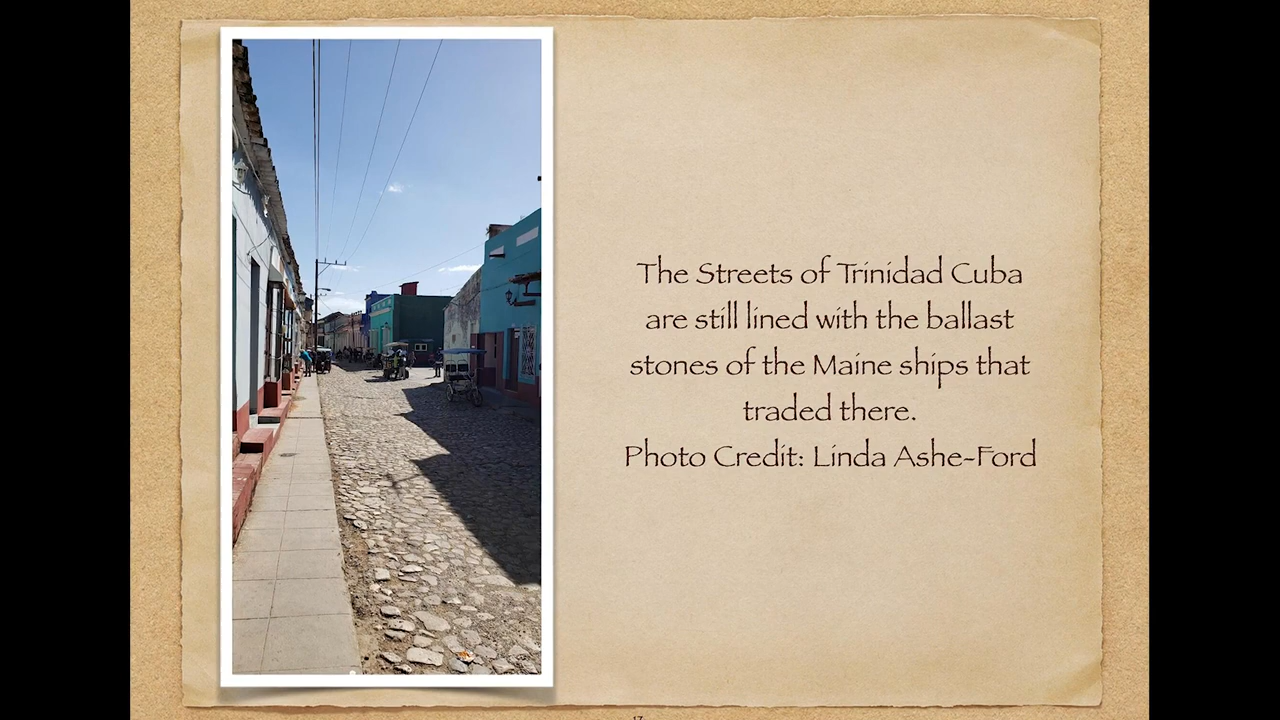 The Streets of Trinidad Cuba
are still lined with the ballast
stones of the Maine ships that
traded there.
Photo Credit: Linda Ashe-Ford
17